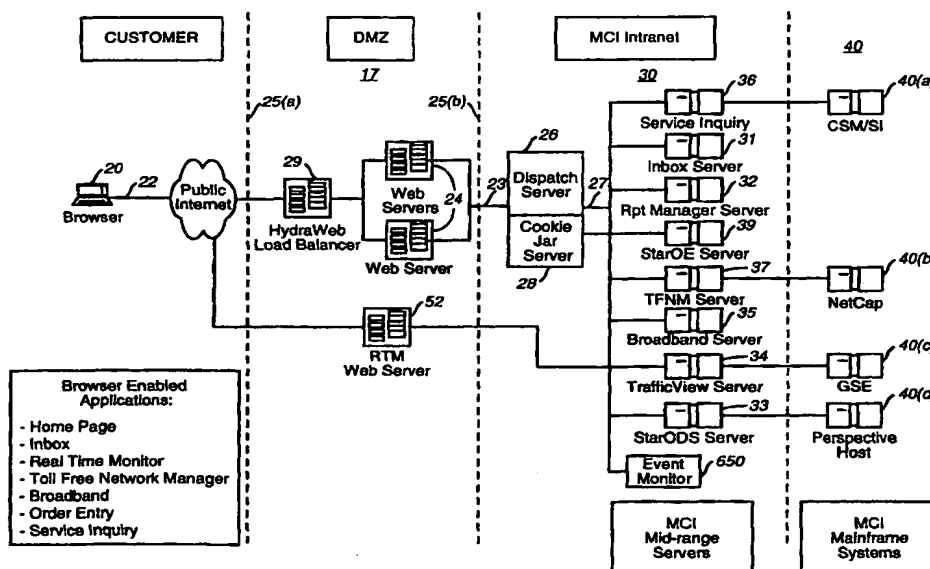 CUSTOMER
DMZ
MCI Intranet
40
17
30
25(a)
25(b)
36
40(a)
Service Inquiry
CSM/SI
26
31
Inbox Server
20
22
Public
Internet
29
Web
Servers
24
23
Dispatch
Server
27
32
Rpt Manager Server
Browser
HydraWeb
Load Balancer
Web Server
Cookie
Jar
Server
39
StarOE Server
28
37
40(b
TFNM Server
NetCap
52
35
Broadband Server
RTM
Web Server
34
40(c
TrafficView Server
GSE
33
40(d
StarODS Server
Perspective
Host
Event
Monitor
650
Browser Enabled
Applications:
- Home Page
- Inbox
- Real Time Monitor
- Toll Free Network Manager
- Broadband
- Order Entry
- Service Inquiry
MCI
Mid-range
Servers
MCI
Mainframe
Systems